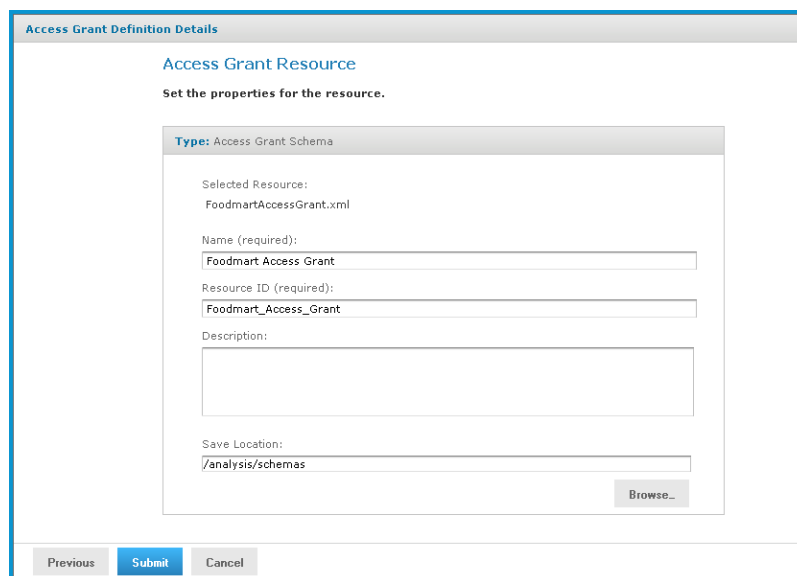 Access Grant Definition Details
Access Grant Resource
Set the properties for the resource.
Type: Access Grant Schema
Selected Resource:
FoodmartAccessGrant.xml
Name (required):
Foodmart Access Grant
Resource ID (required):
Foodmart_Access_Grant
Description:
Save Location:
/analysis/schemas
Browse...
Previous Submit Cancel